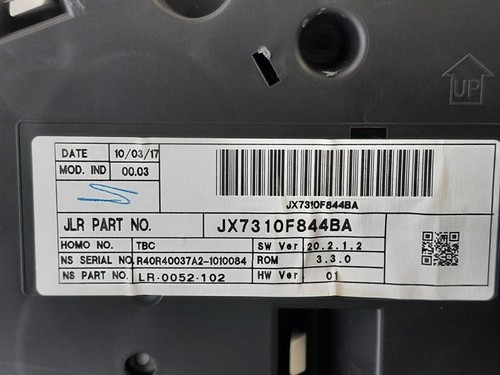 UP
DATE 10/03/17
MOD. IND 00.03
JX7310F844BA
JLR PART NO. JX7310F844BA
HOMO NO. TBC SW Ver 20.2.1.2
NS SERIAL NO. R40R40037A2-1010084 ROM 3.3.0
NS PART NO. LR-0052-102 HW Ver 01